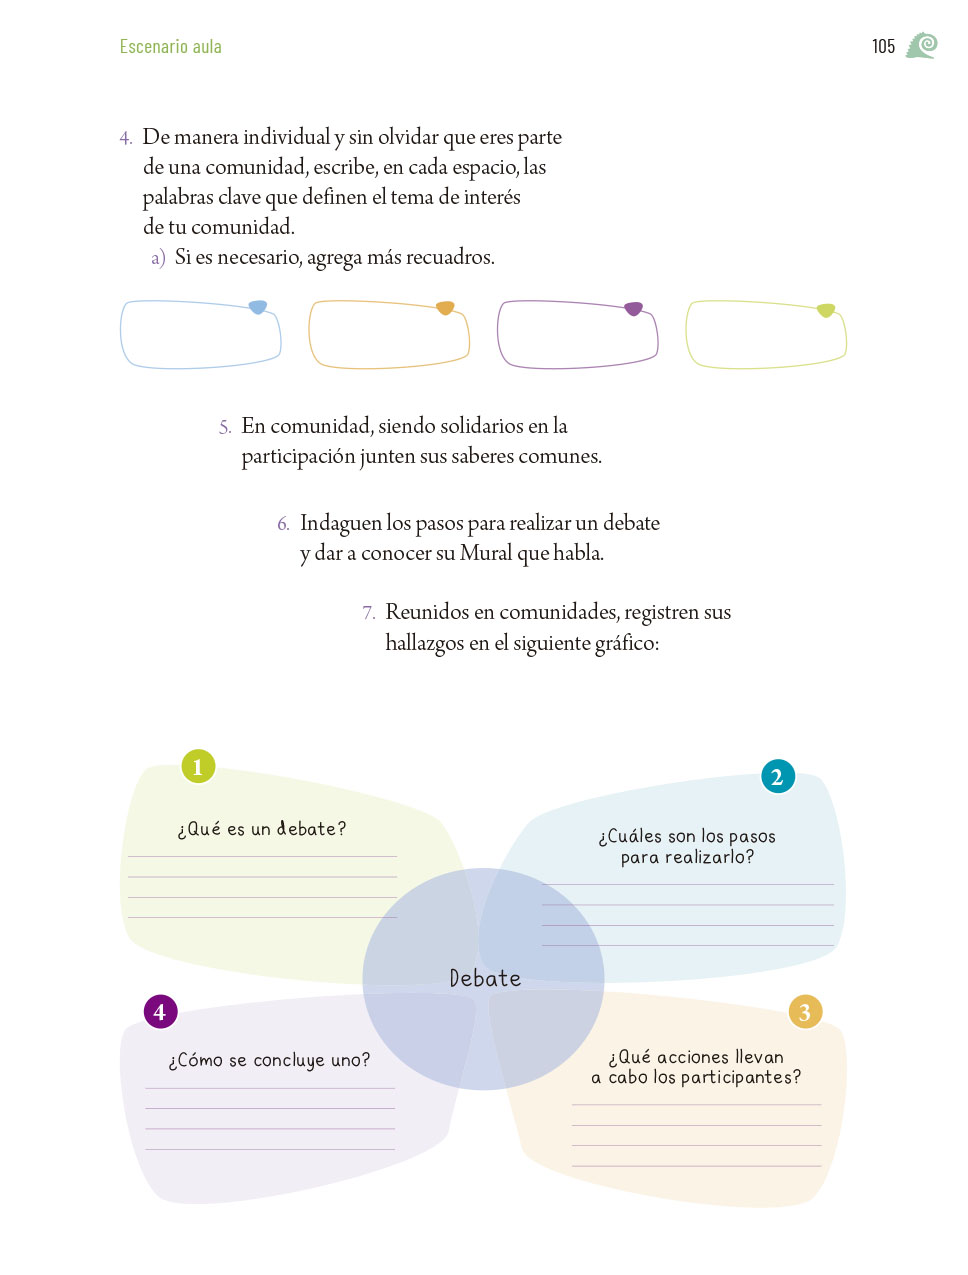 Escenario aula
105
4. De manera individual y sin olvidar que eres parte
de una comunidad, escribe, en cada espacio, las
palabras clave que definen el tema de interés
de tu comunidad.
a) Si es necesario, agrega más recuadros.
5. En comunidad, siendo solidarios en la
participación junten sus saberes comunes.
6. Indaguen los pasos para realizar un debate
y dar a conocer su Mural que habla.
7. Reunidos en comunidades, registren sus
hallazgos en el siguiente gráfico:
1
¿Qué es un debate?
2
¿Cuáles son los pasos
para realizarlo?
Debate
4
¿Cómo se concluye uno?
3
¿Qué acciones llevan
a cabo los participantes?